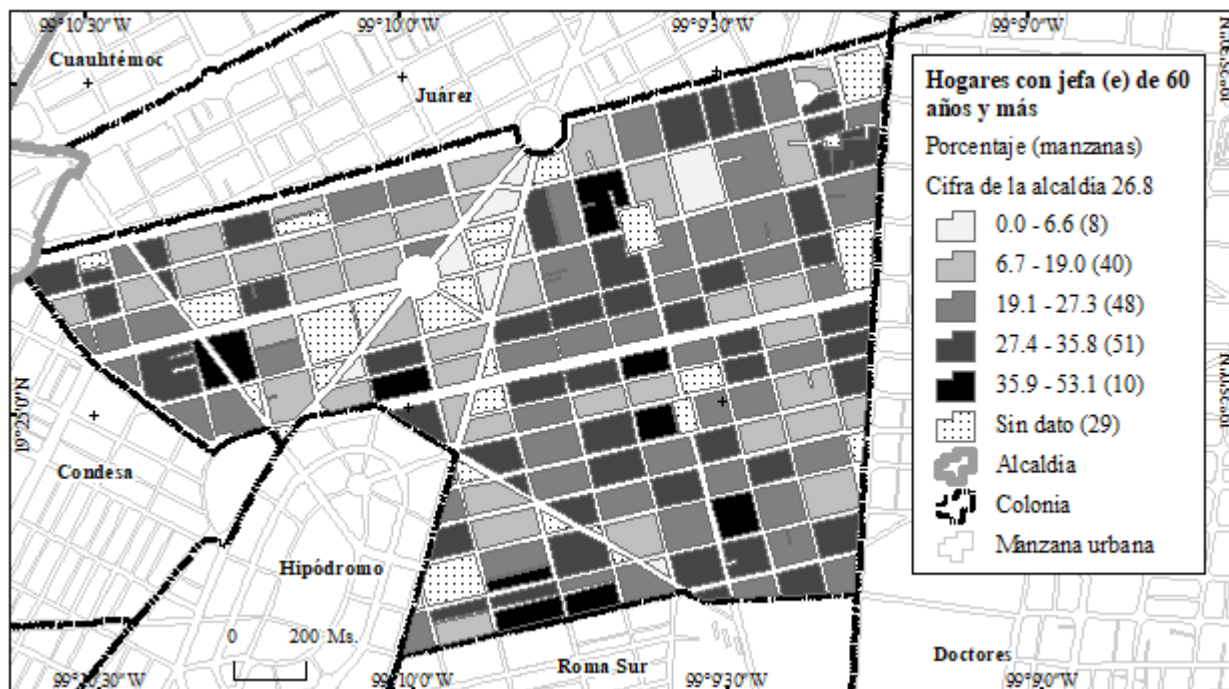 99°10'30"W 99°10'0"W 99°9'30"W 99°9'0"W
Cuauhtémoc
Juárez
Hogares con jefa (e) de 60
años y más
Porcentaje (manzanas)
Cifra de la alcaldía 26.8
0.0 - 6.6 (8)
6.7 - 19.0 (40)
19.1 - 27.3 (48)
27.4 - 35.8 (51)
35.9 - 53.1 (10)
Sin dato (29)
Alcaldía
Colonia
Manzana urbana
19°25'0"N
Condesa
Hipódromo
0 200 Ms.
Roma Sur
Doctores
99°10'0"W 99°9'30"W 99°9'0"W